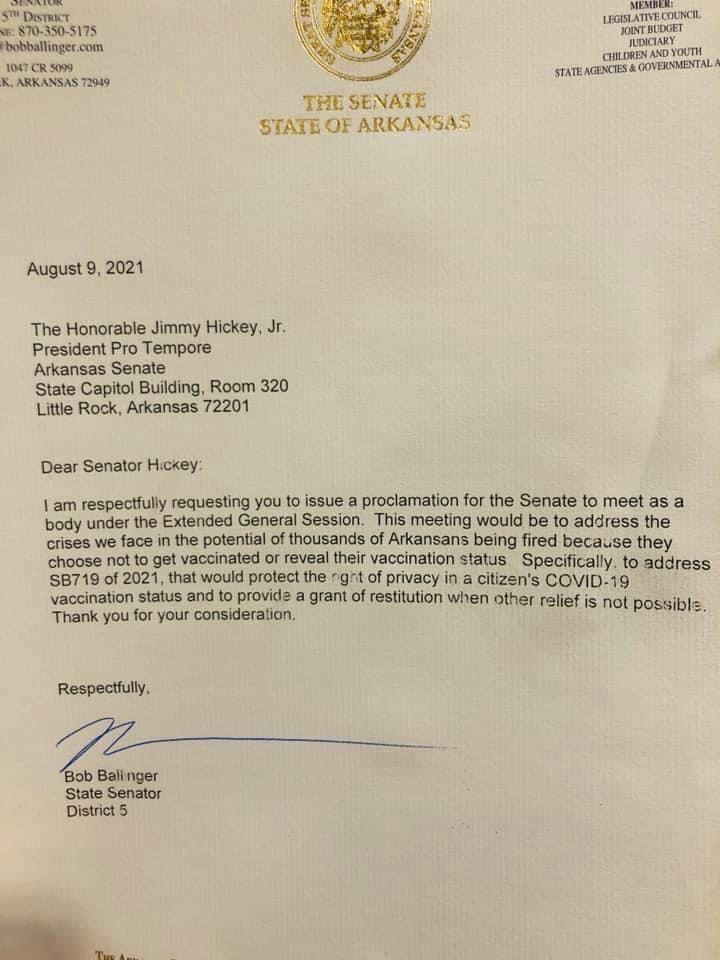 SENATOR
5TH DISTRICT
NE: 870-350-5175
@bobballinger.com
1047 CR 5099
K, ARKANSAS 72949
THE SENATE
STATE OF ARKANSAS
MEMBER:
LEGISLATIVE COUNCIL
JOINT BUDGET
JUDICIARY
CHILDREN AND YOUTH
STATE AGENCIES & GOVERNMENTAL A
August 9, 2021
The Honorable Jimmy Hickey, Jr.
President Pro Tempore
Arkansas Senate
State Capitol Building, Room 320
Little Rock, Arkansas 72201
Dear Senator Hickey:
I am respectfully requesting you to issue a proclamation for the Senate to meet as a
body under the Extended General Session. This meeting would be to address the
crises we face in the potential of thousands of Arkansans being fired because they
choose not to get vaccinated or reveal their vaccination status. Specifically, to address
SB719 of 2021, that would protect the right of privacy in a citizen's COVID-19
vaccination status and to provide a grant of restitution when other relief is not possible.
Thank you for your consideration.
Respectfully,
Bob Ballinger
State Senator
District 5